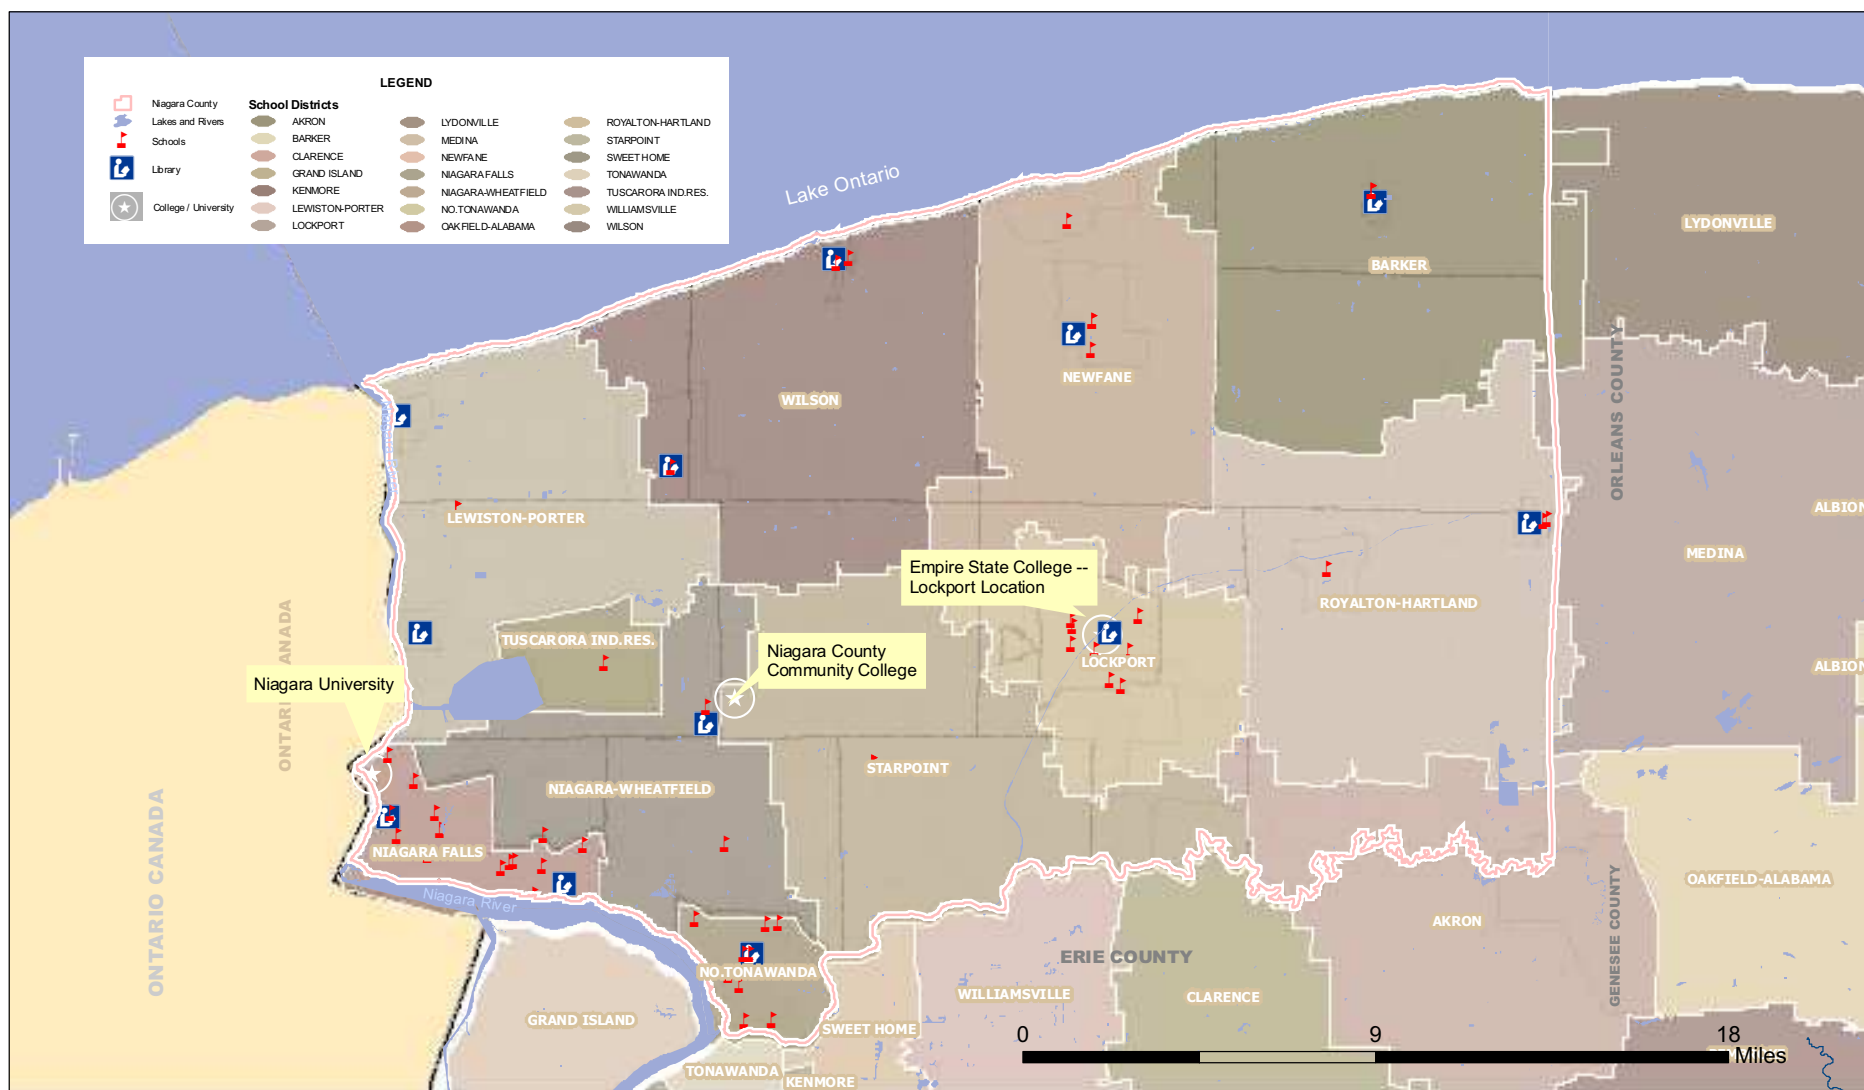 LEGEND
Niagara County
Lakes and Rivers
Schools
Library
College / University
School Districts
AKRON
BARKER
CLARENCE
GRAND ISLAND
KENMORE
LEWISTON-PORTER
LOCKPORT
LYDONVILLE
MEDINA
NEWFANE
NIAGARA FALLS
NIAGARA-WHEATFIELD
NO.TONAWANDA
OAKFIELD-ALABAMA
ROYALTON-HARTLAND
STARPOINT
SWEET HOME
TONAWANDA
TUSCARORA IND.RES.
WILLIAMSVILLE
WILSON
Lake Ontario
LYDONVILLE
BARKER
NEWFANE
WILSON
ORLEANS COUNTY
LEWISTON-PORTER
ALBION
MEDINA
Empire State College --
Lockport Location
ROYALTON-HARTLAND
TUSCARORA IND.RES.
Niagara County
Community College
LOCKPORT
ALBION
Niagara University
ONTARIO CANADA
STARPOINT
NIAGARA-WHEATFIELD
ONTARIO CANADA
NIAGARA FALLS
Niagara River
OAKFIELD-ALABAMA
AKRON
GENESEE COUNTY
ERIE COUNTY
NO.TONAWANDA
WILLIAMSVILLE
CLARENCE
GRAND ISLAND
SWEET HOME
TONAWANDA
KENMORE
0
9
18
Miles